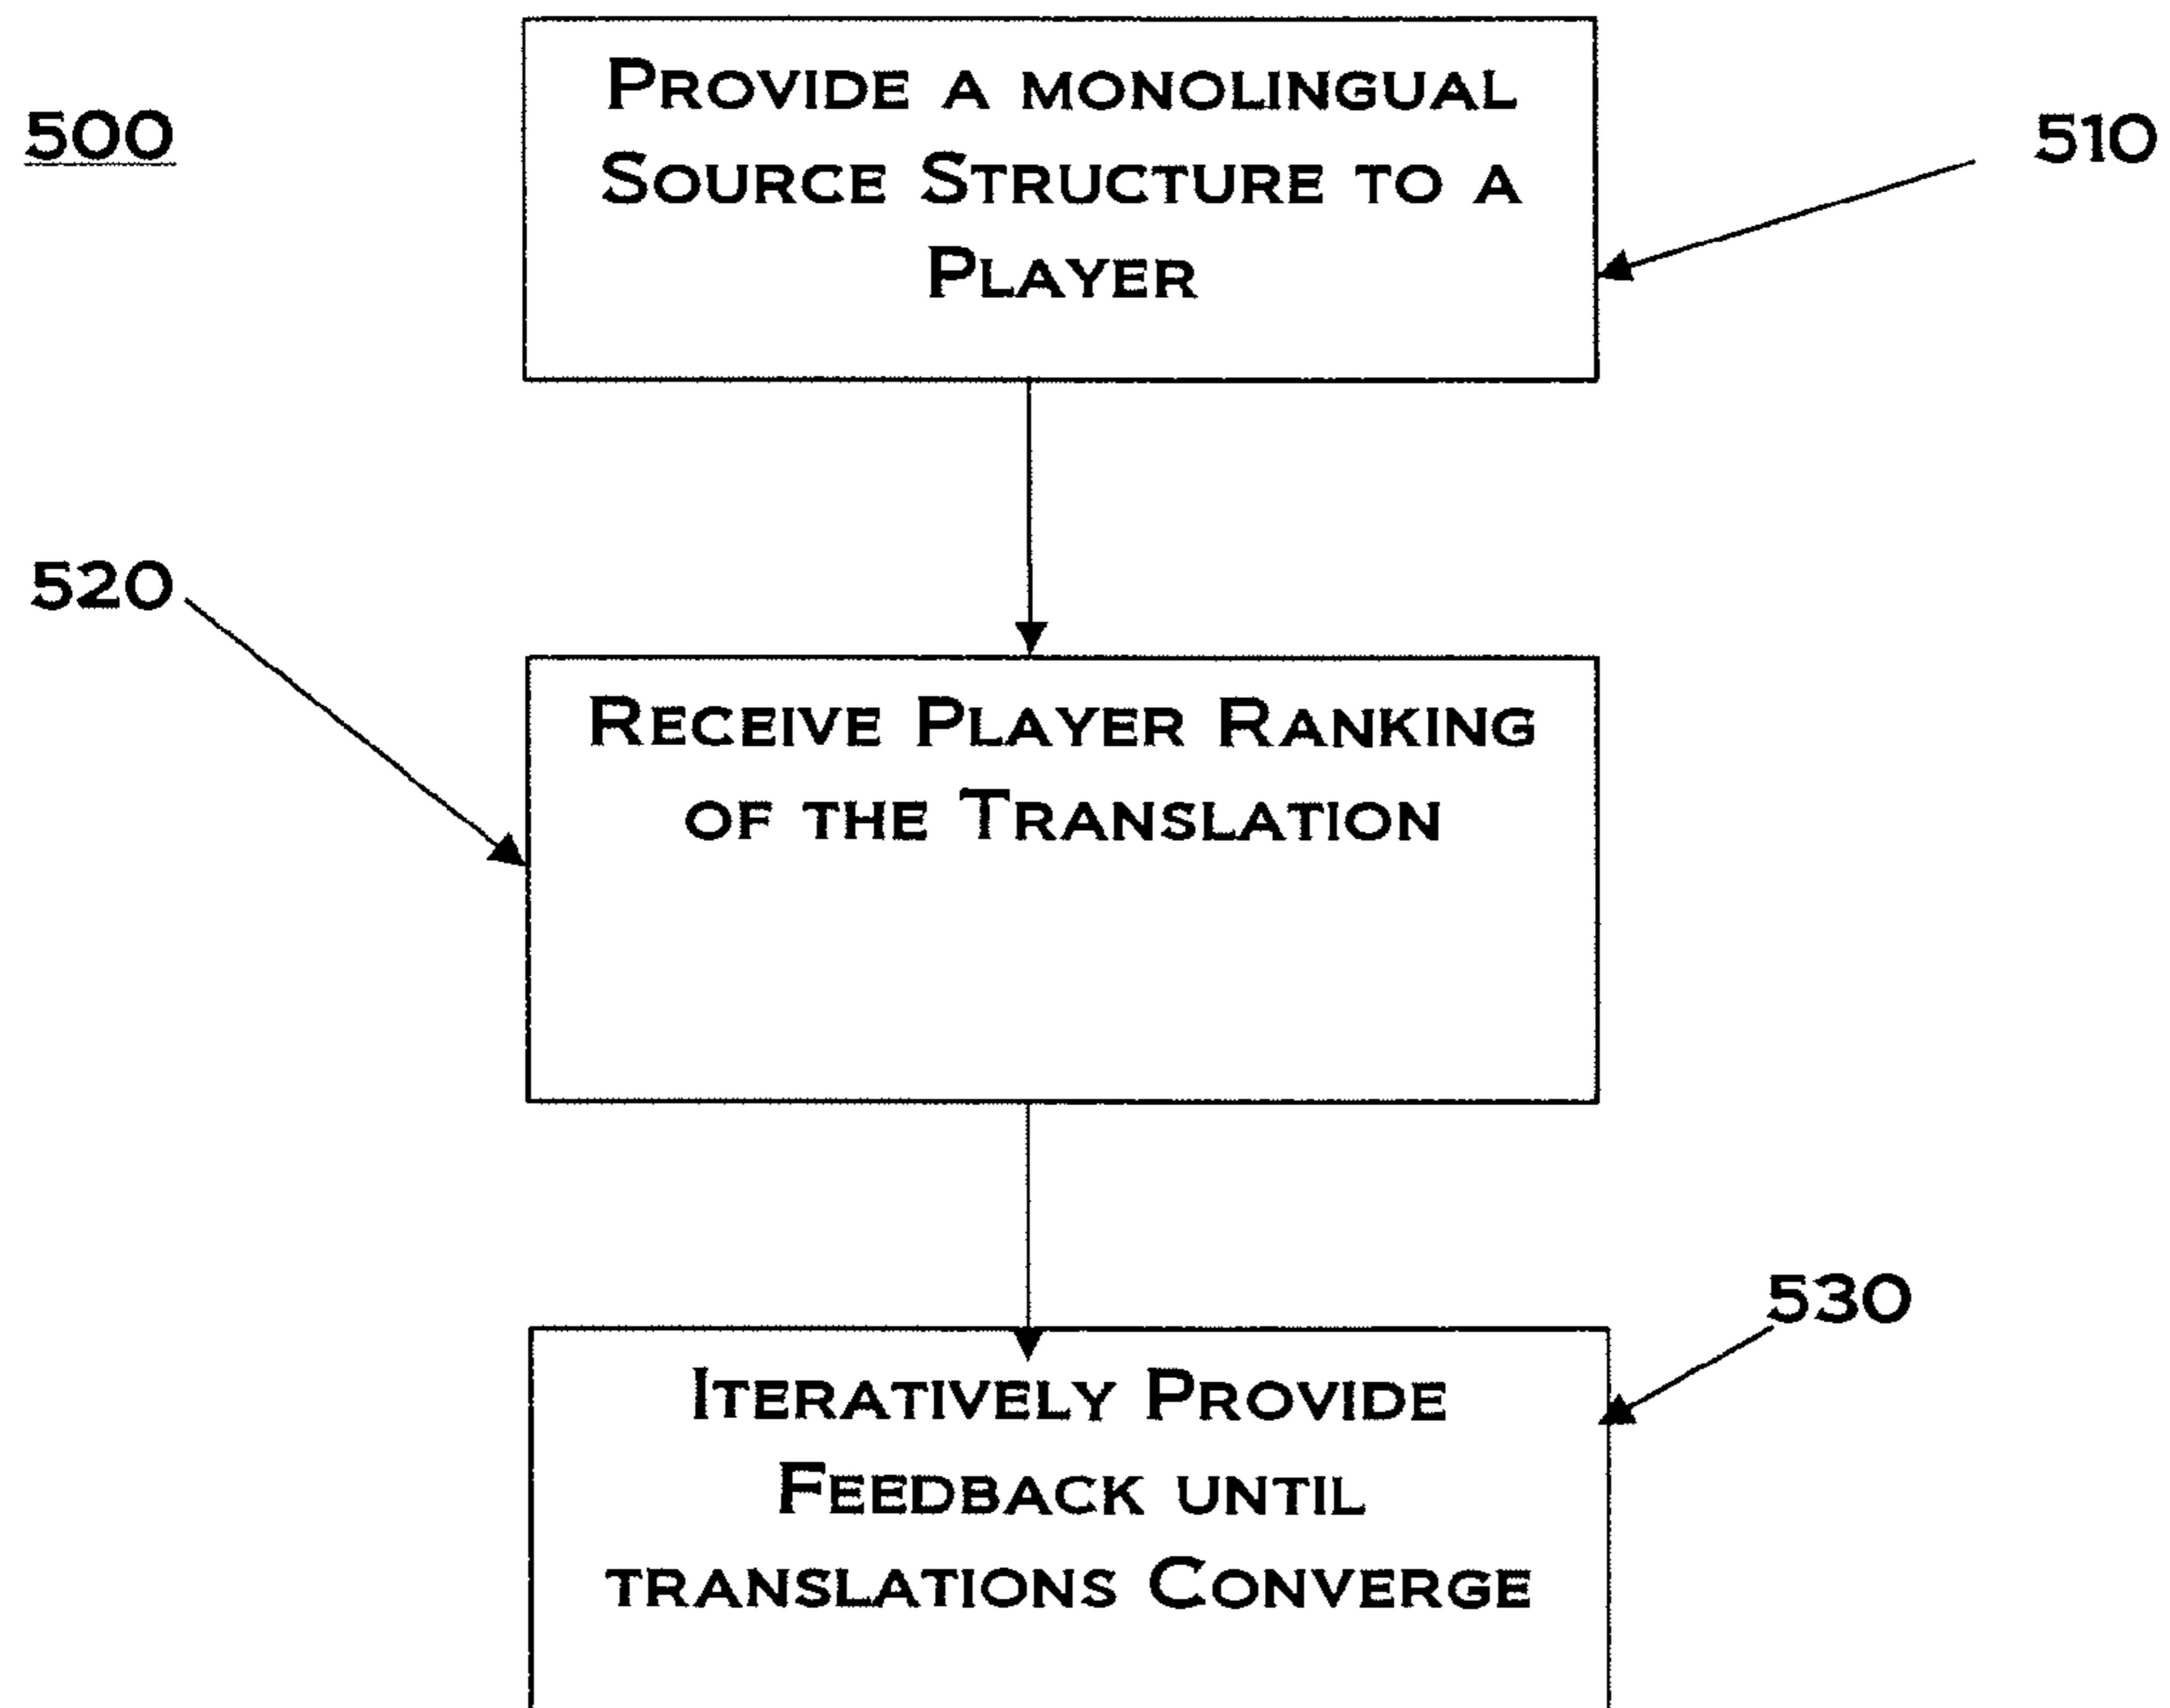 500
PROVIDE A MONOLINGUAL
SOURCE STRUCTURE TO A
PLAYER
510
520
RECEIVE PLAYER RANKING
OF THE TRANSLATION
530
ITERATIVELY PROVIDE
FEEDBACK UNTIL
TRANSLATIONS CONVERGE